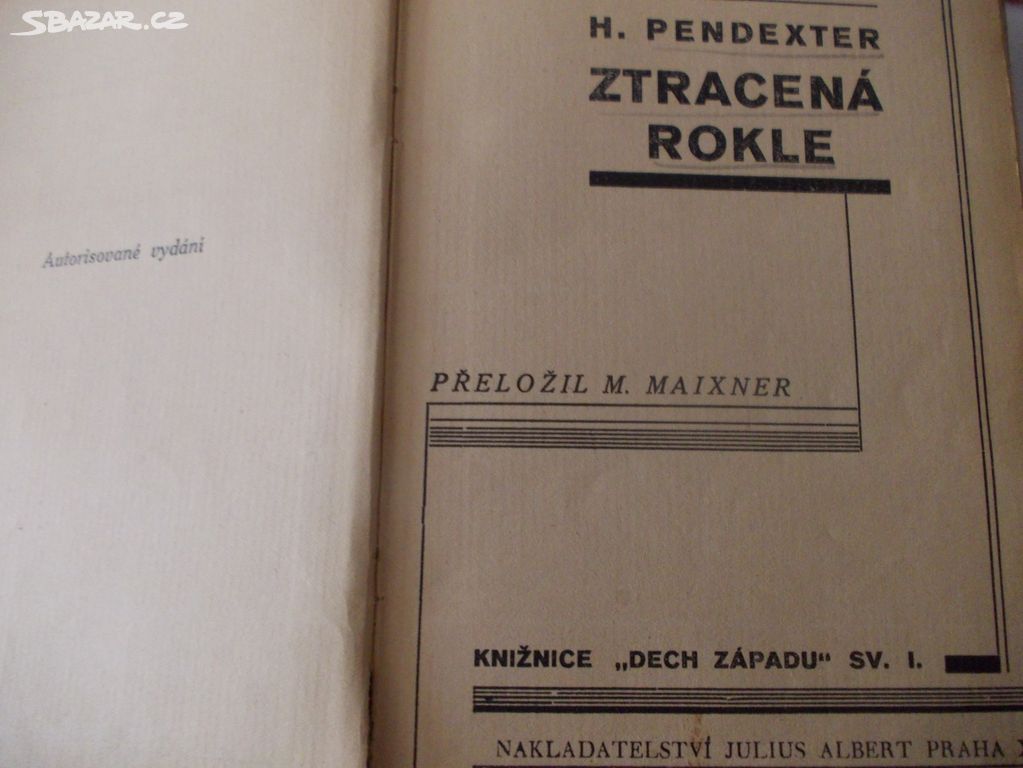 SBAZAR.CZ
Autorisované vydání
H. PENDEXTER
ZTRACENÁ
ROKLE
PŘELOŽIL M. MAIXNER
KNIŽNICE „DECH ZÁPADU“ SV. I.
NAKLADATELSTVÍ JULIUS ALBERT PRAHA